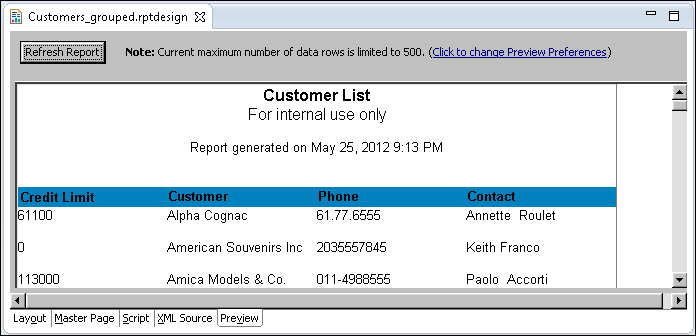 Customers_grouped.rptdesign
Refresh Report Note: Current maximum number of data rows is limited to 500. (Click to change Preview Preferences)
Customer List
For internal use only
Report generated on May 25, 2012 9:13 PM
Credit Limit Customer Phone Contact
61100 Alpha Cognac 61.77.6555 Annette Roulet
0 American Souvenirs Inc 2035557845 Keith Franco
113000 Amica Models & Co. 011-4988555 Paolo Accorti
Layout Master Page Script XML Source Preview